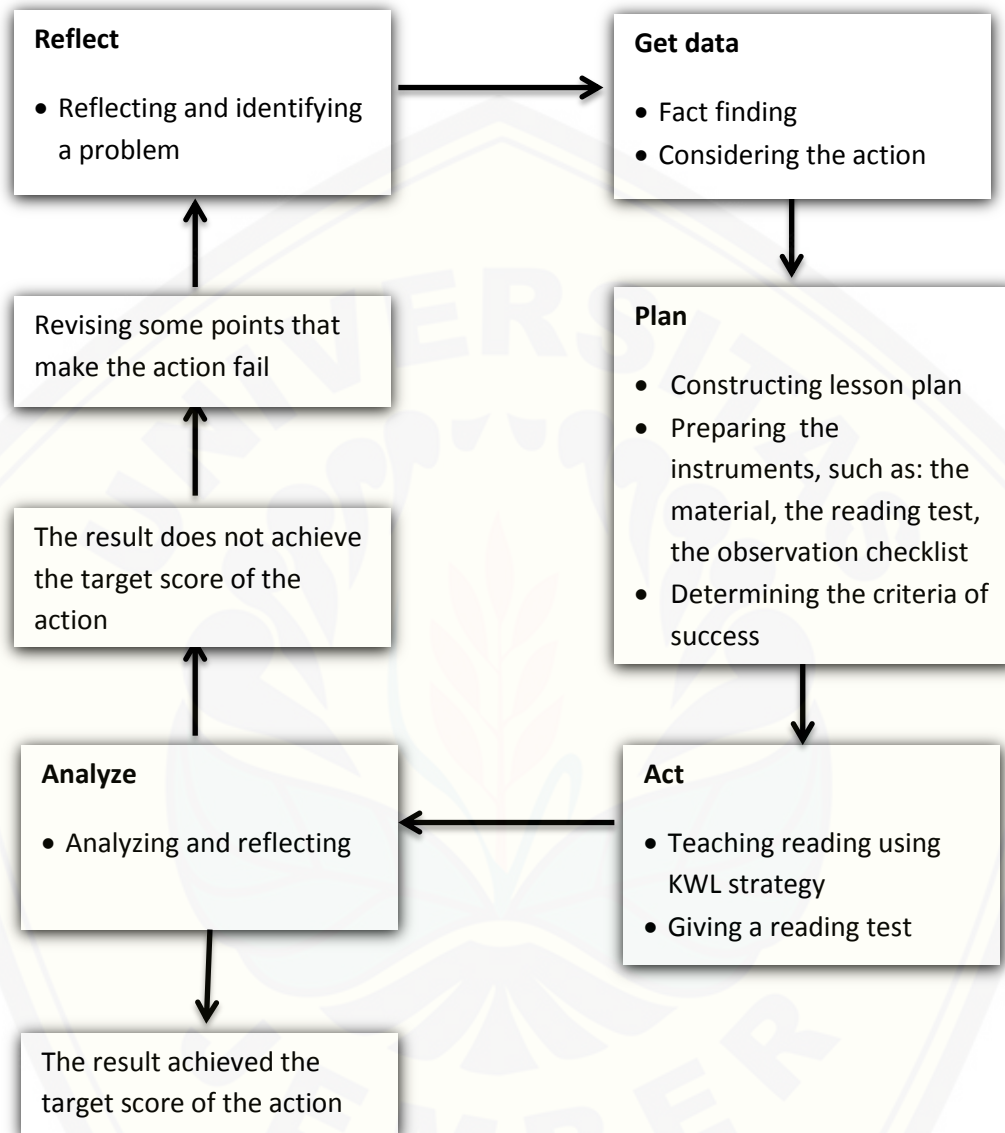 Reflect
• Reflecting and identifying
a problem
Get data
• Fact finding
• Considering the action
Plan
• Constructing lesson plan
• Preparing the
instruments, such as: the
material, the reading test,
the observation checklist
• Determining the criteria of
success
Act
• Teaching reading using
KWL strategy
• Giving a reading test
Analyze
• Analyzing and reflecting
The result does not achieve
the target score of the
action
Revising some points that
make the action fail
The result achieved the
target score of the action
UNIVERSITAS
JEMBER